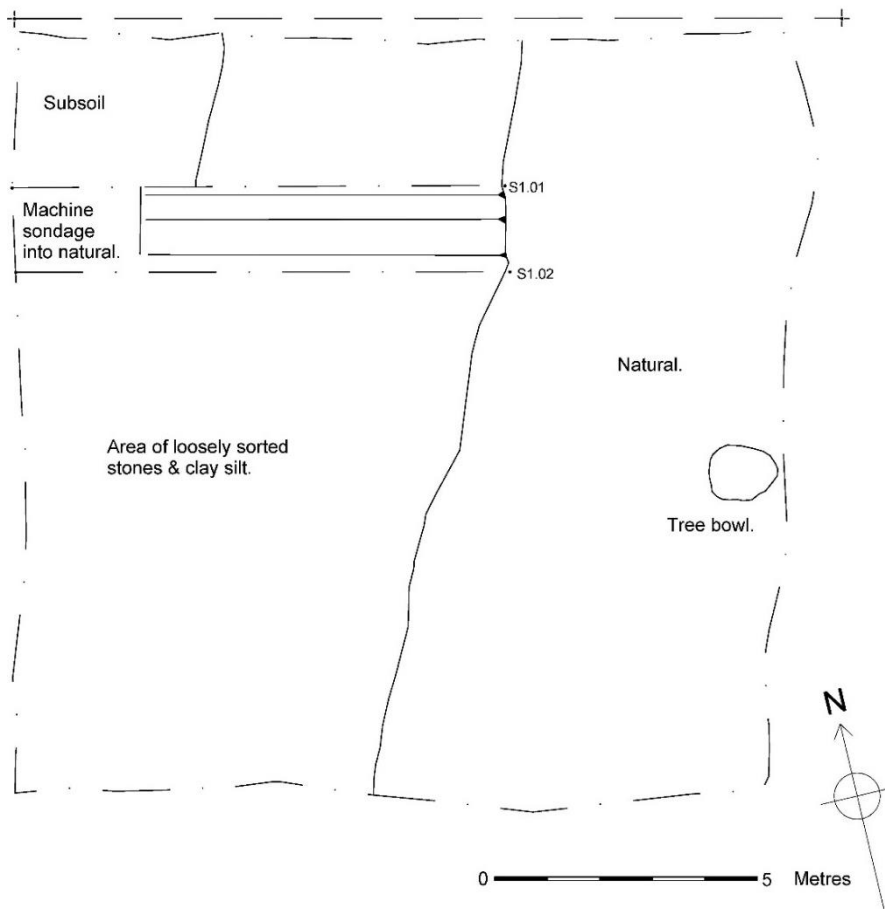 Subsoil
S1.01
Machine
sondage
into natural.
S1.02
Natural.
Area of loosely sorted
stones & clay silt.
Tree bowl.
N
0 5 Metres